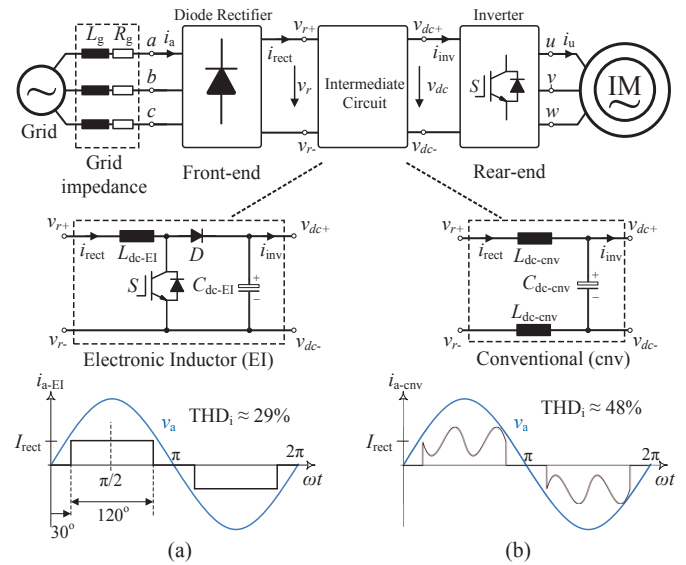 Diode Rectifier
Inverter
Lg Rg a ia
vr+
irect
vdc+
iinv
u iu
b
vr
Intermediate
Circuit
vdc
S
v
IM
~
~
Grid
c
w
vr-
vdc-
Grid
impedance
Front-end
Rear-end
vr+
irect
Ldc-EI
D
iinv
vdc+
S
Cdc-EI
+
−
vr-
vdc-
Electronic Inductor (EI)
vr+
irect
Ldc-cnv
iinv
vdc+
Cdc-cnv
+
−
Ldc-cnv
vr-
vdc-
Conventional (cnv)
ia-EI
va
THDi ≈ 29%
Irect
π
2π
π/2
ωt
120o
30o
(a)
ia-cnv
va
THDi ≈ 48%
Irect
π
2π
ωt
(b)